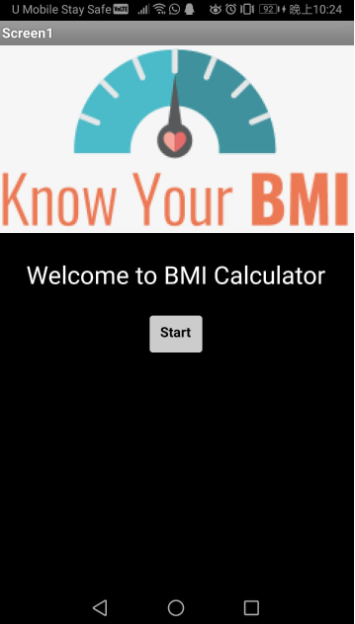 U Mobile Stay Safe 92 晚上10:24
Screen1
Know Your BMI
Welcome to BMI Calculator
Start